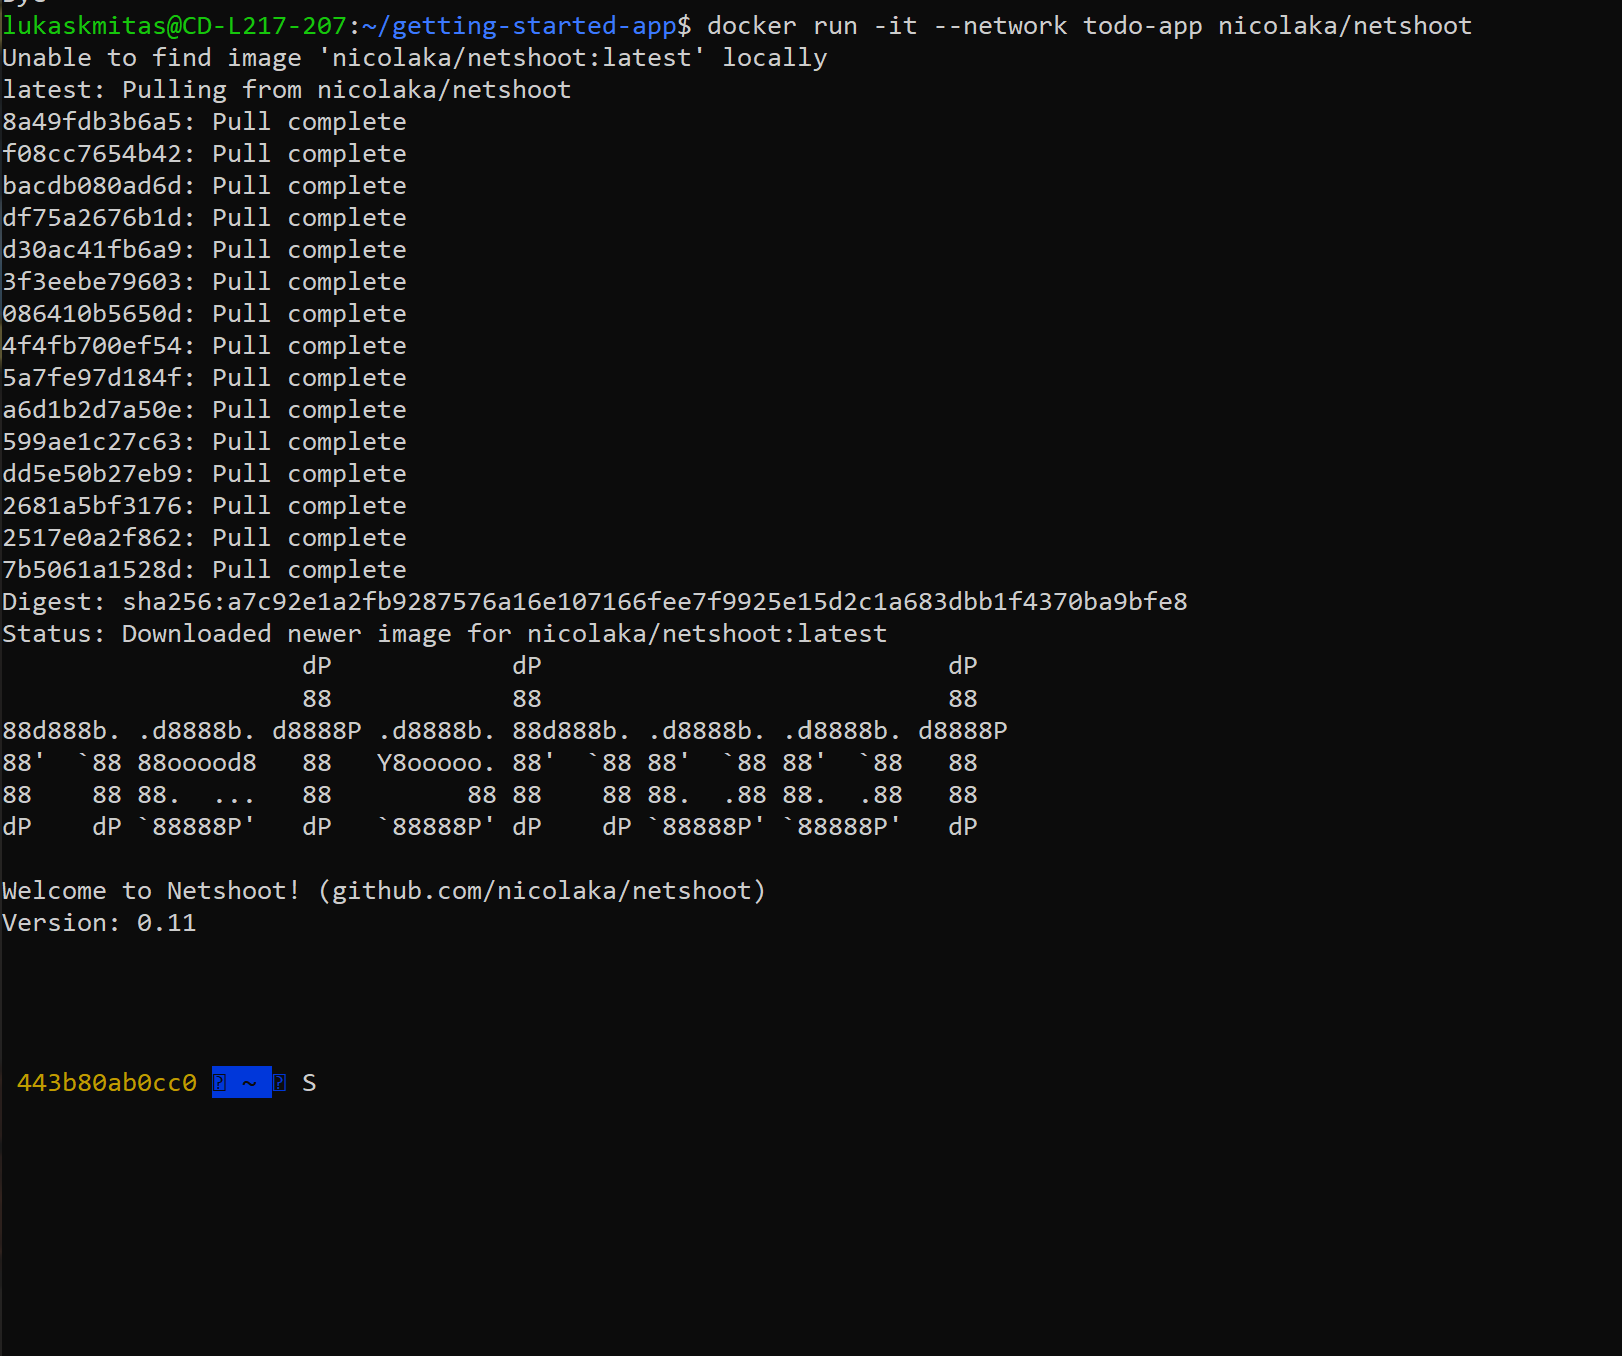 lukaskmitas@CD-L217-207:~/getting-started-app$ docker run -it --network todo-app nicolaka/netshoot
Unable to find image 'nicolaka/netshoot:latest' locally
latest: Pulling from nicolaka/netshoot
8a49fdb3b6a5: Pull complete
f08cc7654b42: Pull complete
bacdb080ad6d: Pull complete
df75a2676b1d: Pull complete
d30ac41fb6a9: Pull complete
3f3eebe79603: Pull complete
086410b5650d: Pull complete
4f4fb700ef54: Pull complete
5a7fe97d184f: Pull complete
a6d1b2d7a50e: Pull complete
599ae1c27c63: Pull complete
dd5e50b27eb9: Pull complete
2681a5bf3176: Pull complete
2517e0a2f862: Pull complete
7b5061a1528d: Pull complete
Digest: sha256:a7c92e1a2fb9287576a16e107166fee7f9925e15d2c1a683dbb1f4370ba9bfe8
Status: Downloaded newer image for nicolaka/netshoot:latest
                    dP            dP                           dP
                    88            88                           88
88d888b. .d8888b. d8888P .d8888b. 88d888b. .d8888b. .d8888b. d8888P
88'  `88 88ooood8   88   Y8ooooo. 88'  `88 88'  `88 88'  `88   88
88    88 88.  ...   88         88 88    88 88.  .88 88.  .88   88
dP    dP `88888P'   dP   `88888P' dP    dP `88888P' `88888P'   dP
Welcome to Netshoot! (github.com/nicolaka/netshoot)
Version: 0.11
443b80ab0cc0 ~ S